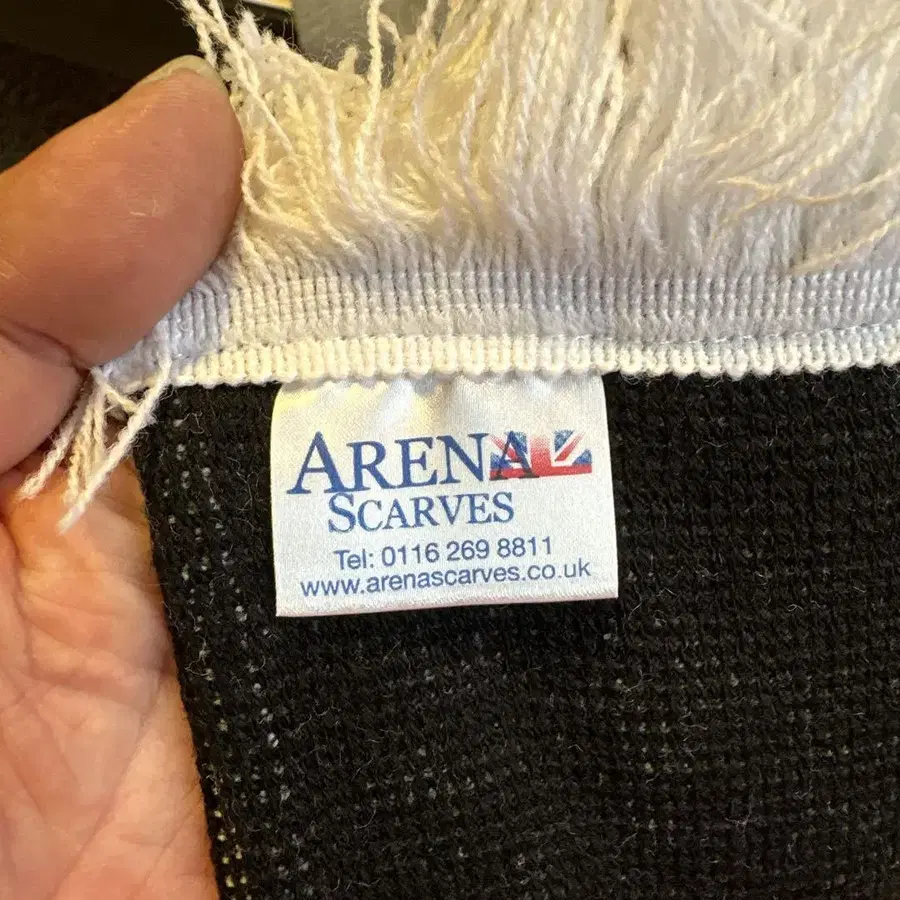 ARENA
SCARVES
Tel: 0116 269 8811
www.arenascarves.co.uk